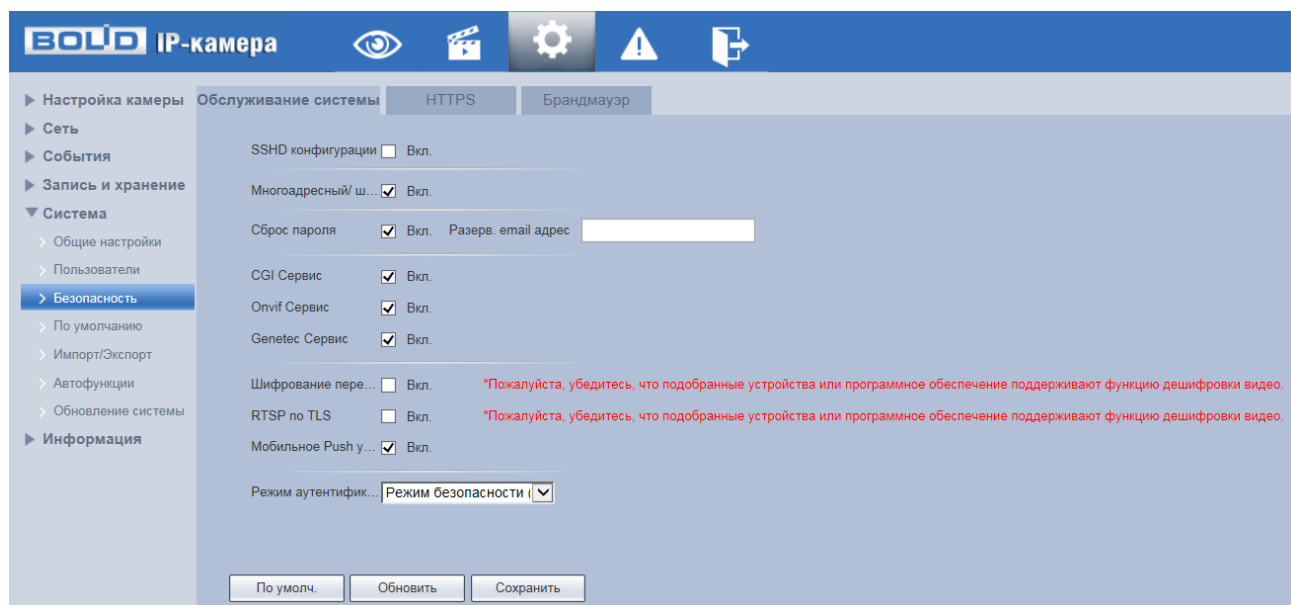 BOLID IP-камера
Настройка камеры
Сеть
События
Запись и хранение
Система
Общие настройки
Пользователи
Безопасность
По умолчанию
Импорт/Экспорт
Автофункции
Обновление системы
Информация
Обслуживание системы HTTPS Брандмауэр
SSHD конфигурации Вкл.
Многоадресный/ ш... Вкл.
Сброс пароля Вкл. Разерв. email адрес
CGI Сервис Вкл.
Onvif Сервис Вкл.
Genetec Сервис Вкл.
Шифрование пере... Вкл. *Пожалуйста, убедитесь, что подобранные устройства или программное обеспечение поддерживают функцию дешифровки видео.
RTSP по TLS Вкл. *Пожалуйста, убедитесь, что подобранные устройства или программное обеспечение поддерживают функцию дешифровки видео.
Мобильное Push у... Вкл.
Режим аутентифик... Режим безопасности (
По умолч. Обновить Сохранить